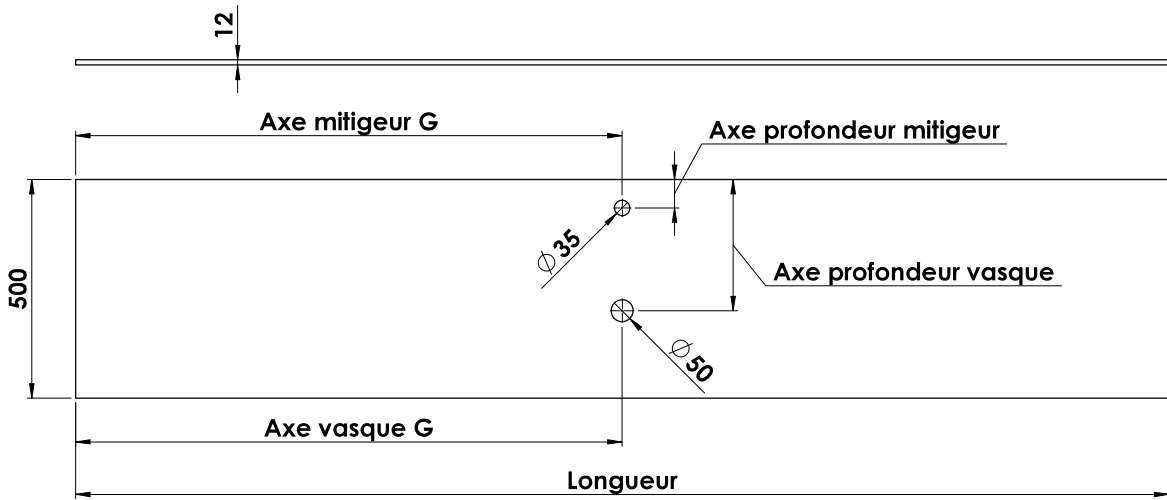 12
Axe mitigeur G
Axe profondeur mitigeur
⌀ 35
500
Axe profondeur vasque
⌀ 50
Axe vasque G
Longueur